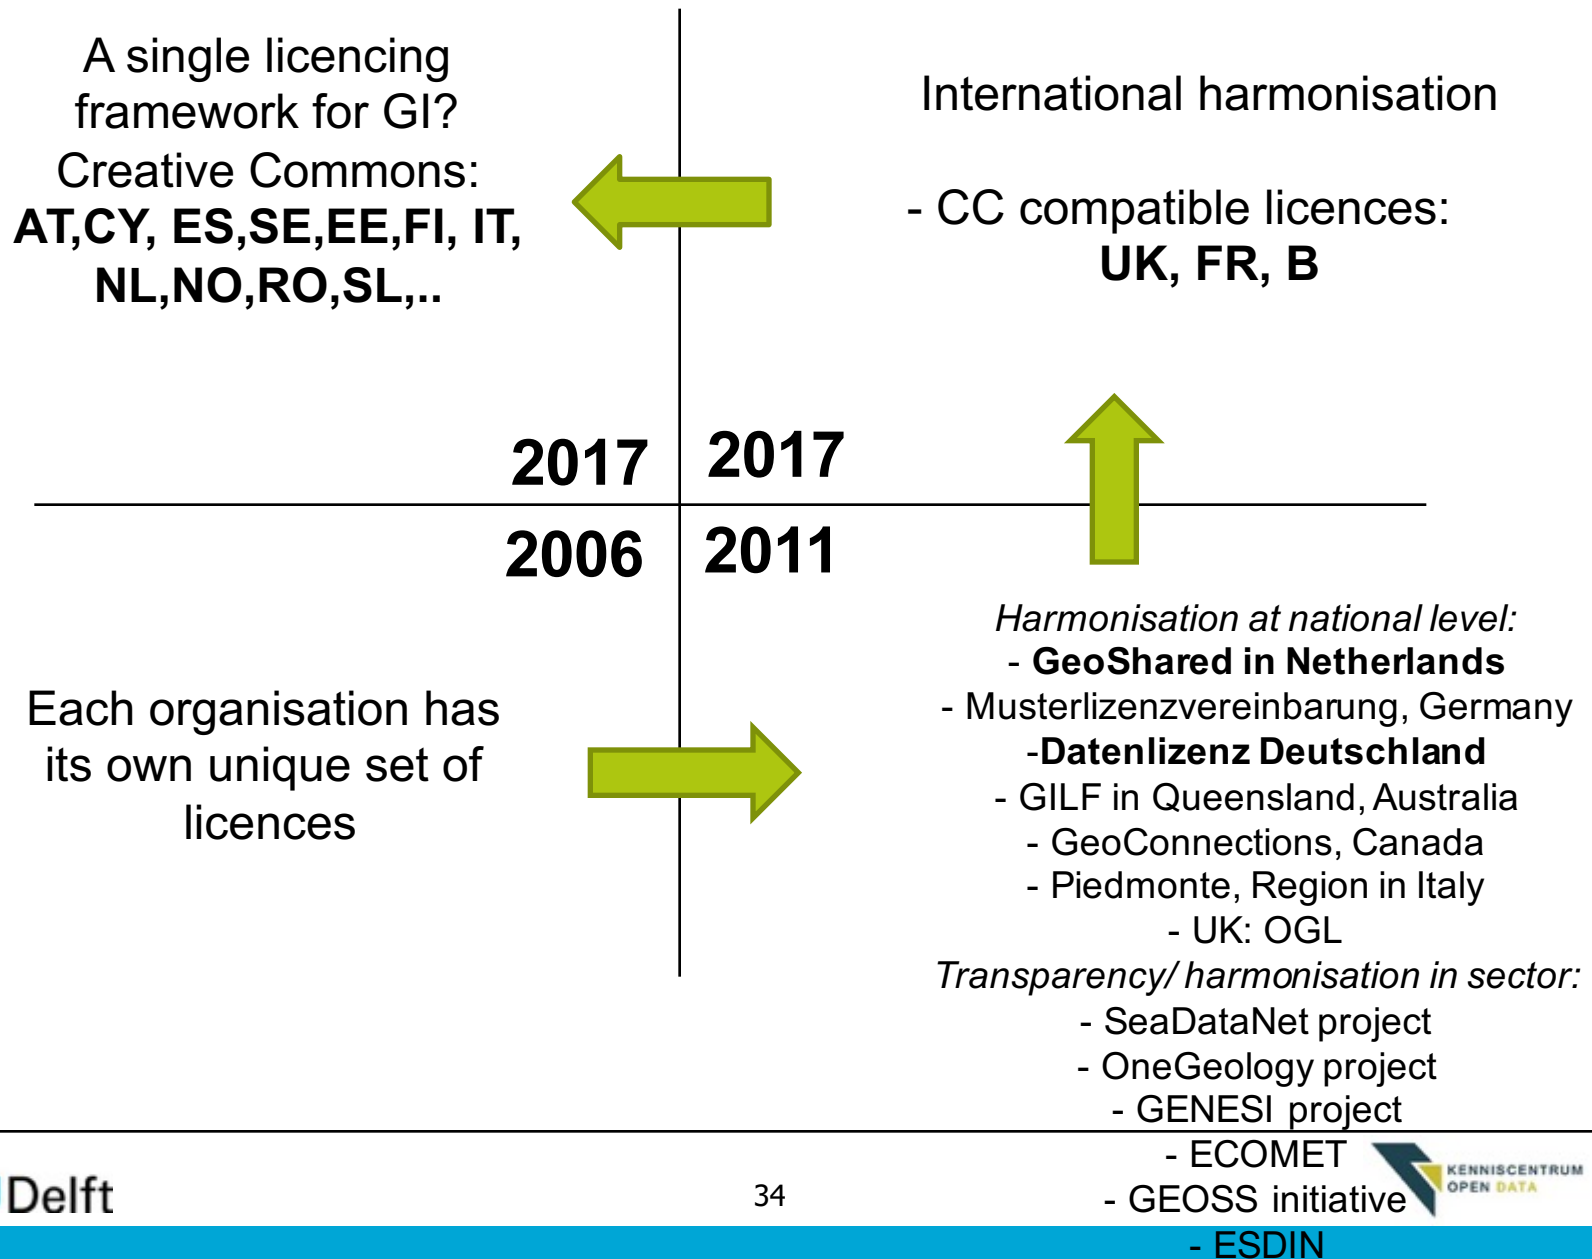 A single licencing
framework for GI?
Creative Commons:
AT,CY, ES,SE,EE,FI, IT,
NL,NO,RO,SL,..
International harmonisation
- CC compatible licences:
UK, FR, B
2017
2017
2006
2011
Each organisation has
its own unique set of
licences
Harmonisation at national level:
- GeoShared in Netherlands
- Musterlizenzvereinbarung, Germany
-Datenlizenz Deutschland
- GILF in Queensland, Australia
- GeoConnections, Canada
- Piedmonte, Region in Italy
- UK: OGL
Transparency/ harmonisation in sector:
- SeaDataNet project
- OneGeology project
- GENESI project
- ECOMET
- GEOSS initiative
- ESDIN
Delft
34
KENNISCENTRUM
OPEN DATA